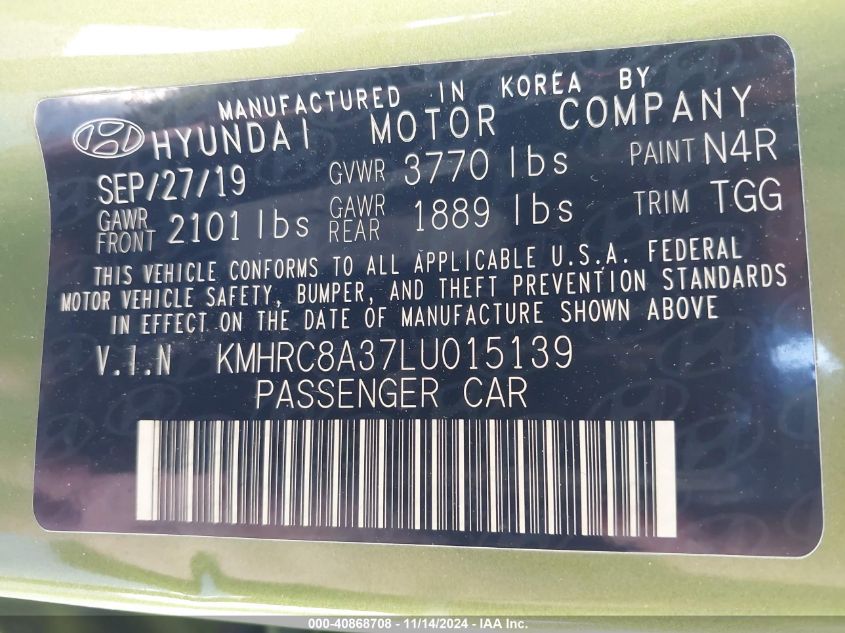 MANUFACTURED IN KOREA BY
HYUNDAI MOTOR COMPANY
SEP/27/19 GVWR 3770 lbs PAINT N4R
GAWR FRONT 2101 lbs GAWR REAR 1889 lbs TRIM TGG
THIS VEHICLE CONFORMS TO ALL APPLICABLE U.S.A. FEDERAL
MOTOR VEHICLE SAFETY, BUMPER, AND THEFT PREVENTION STANDARDS
IN EFFECT ON THE DATE OF MANUFACTURE SHOWN ABOVE
V.I.N KMHRC8A37LU015139
PASSENGER CAR
000-40868708 - 11/14/2024 - IAA Inc.